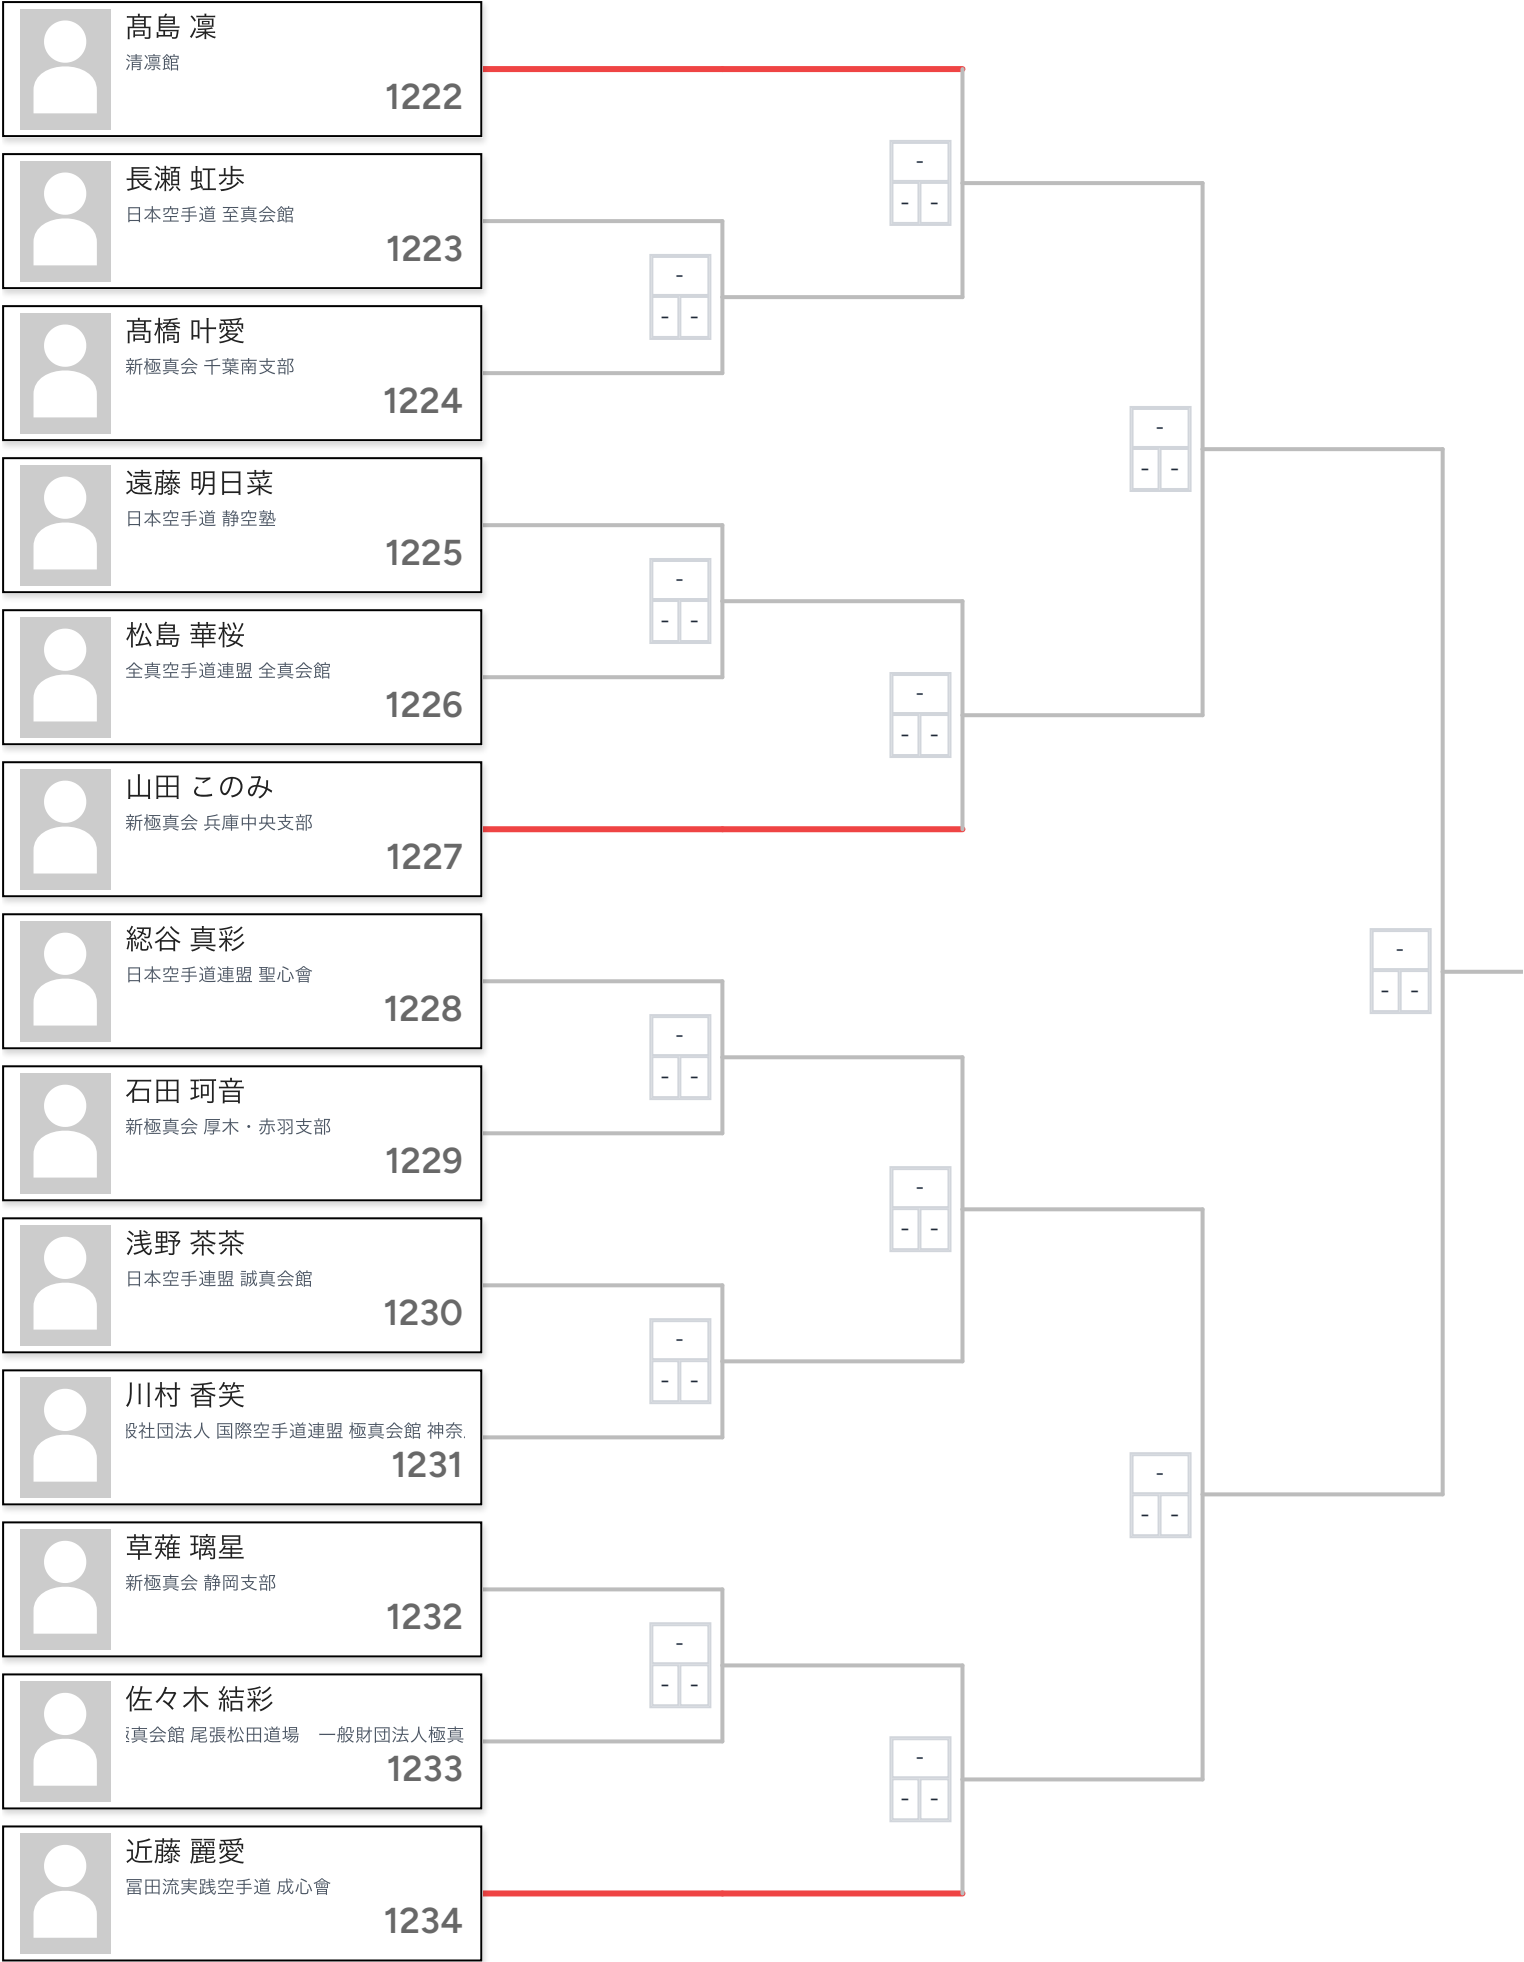 髙島 凜
清凛館
1222
長瀬 虹歩
日本空手道 至真会館
1223
髙橋 叶愛
新極真会 千葉南支部
1224
遠藤 明日菜
日本空手道 静空塾
1225
松島 華桜
全真空手道連盟 全真会館
1226
山田 このみ
新極真会 兵庫中央支部
1227
綛谷 真彩
日本空手道連盟 聖心會
1228
石田 珂音
新極真会 厚木・赤羽支部
1229
浅野 茶茶
日本空手連盟 誠真会館
1230
川村 香笑
般社団法人 国際空手道連盟 極真会館 神奈
1231
草薙 璃星
新極真会 静岡支部
1232
佐々木 結彩
真会館 尾張松田道場　一般財団法人極真
1233
近藤 麗愛
冨田流実践空手道 成心會
1234
-
- -
-
- -
-
- -
-
- -
-
- -
-
- -
-
- -
-
- -
-
- -
-
- -
-
- -
-
- -